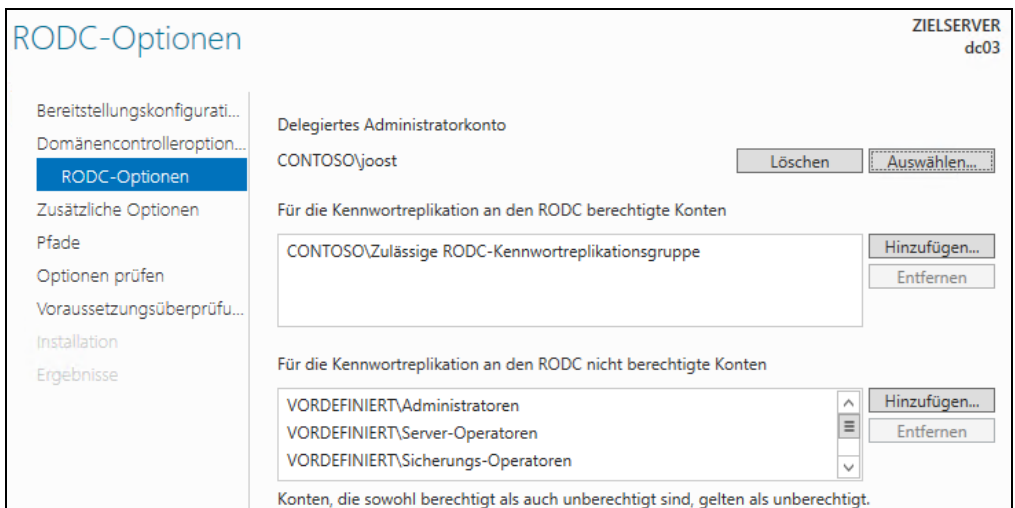 RODC-Optionen
ZIELSERVER
dc03
Bereitstellungskonfigurati...
Domänencontrolleroption...
RODC-Optionen
Zusätzliche Optionen
Pfade
Optionen prüfen
Voraussetzungsüberprüfu...
Installation
Ergebnisse
Delegiertes Administratorkonto
CONTOSO\joost
Löschen
Auswählen...
Für die Kennwortreplikation an den RODC berechtigte Konten
CONTOSO\Zulässige RODC-Kennwortreplikationsgruppe
Hinzufügen...
Entfernen
Für die Kennwortreplikation an den RODC nicht berechtigte Konten
VORDEFINIERT\Administratoren
VORDEFINIERT\Server-Operatoren
VORDEFINIERT\Sicherungs-Operatoren
Hinzufügen...
Entfernen
Konten, die sowohl berechtigt als auch unberechtigt sind, gelten als unberechtigt.